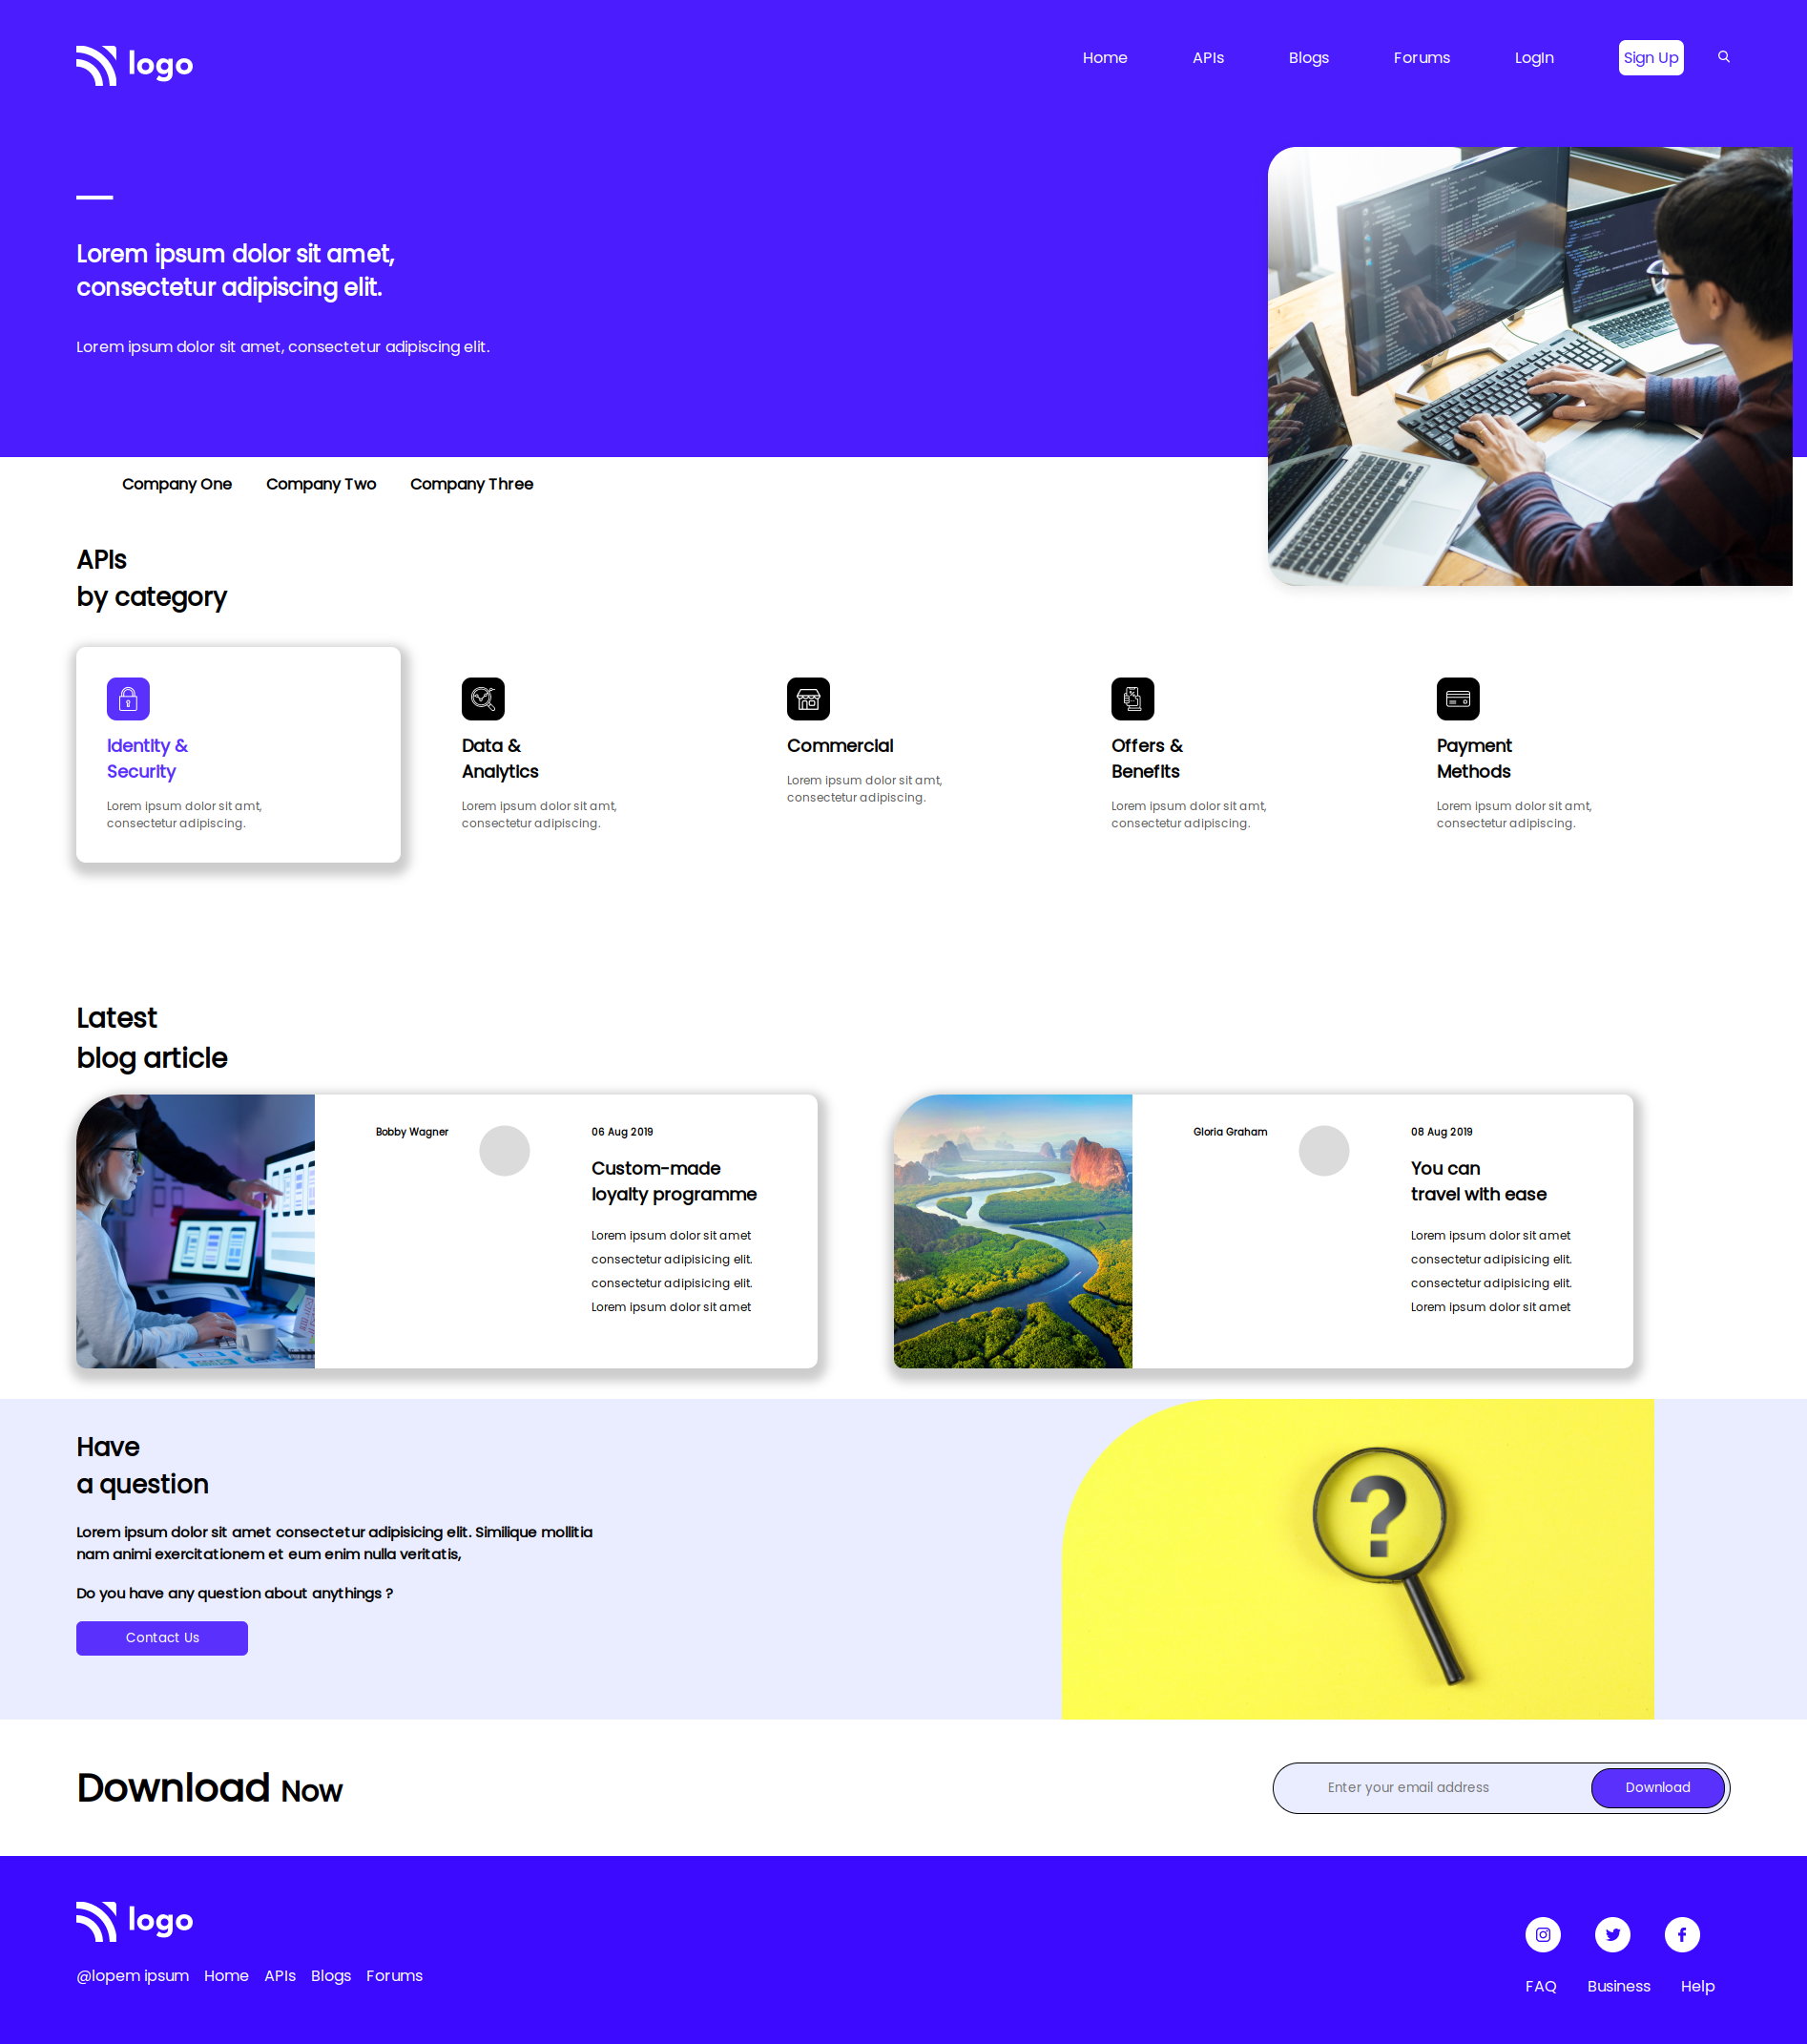 logo
Home APIs Blogs Forums LogIn Sign Up
Lorem ipsum dolor sit amet,
consectetur adipiscing elit.
Lorem ipsum dolor sit amet, consectetur adipiscing elit.
Company One Company Two Company Three
APIs
by category
Identity &
Security
Lorem ipsum dolor sit amt,
consectetur adipiscing.
Data &
Analytics
Lorem ipsum dolor sit amt,
consectetur adipiscing.
Commercial
Lorem ipsum dolor sit amt,
consectetur adipiscing.
Offers &
Benefits
Lorem ipsum dolor sit amt,
consectetur adipiscing.
Payment
Methods
Lorem ipsum dolor sit amt,
consectetur adipiscing.
Latest
blog article
Bobby Wagner
06 Aug 2019
Custom-made
loyalty programme
Lorem ipsum dolor sit amet
consectetur adipisicing elit.
consectetur adipisicing elit.
Lorem ipsum dolor sit amet
Gloria Graham
08 Aug 2019
You can
travel with ease
Lorem ipsum dolor sit amet
consectetur adipisicing elit.
consectetur adipisicing elit.
Lorem ipsum dolor sit amet
Have
a question
Lorem ipsum dolor sit amet consectetur adipisicing elit. Similique mollitia
nam animi exercitationem et eum enim nulla veritatis,
Do you have any question about anythings ?
Contact Us
?
Download Now
Enter your email address
Download
logo
@lopem ipsum Home APIs Blogs Forums
FAQ Business Help